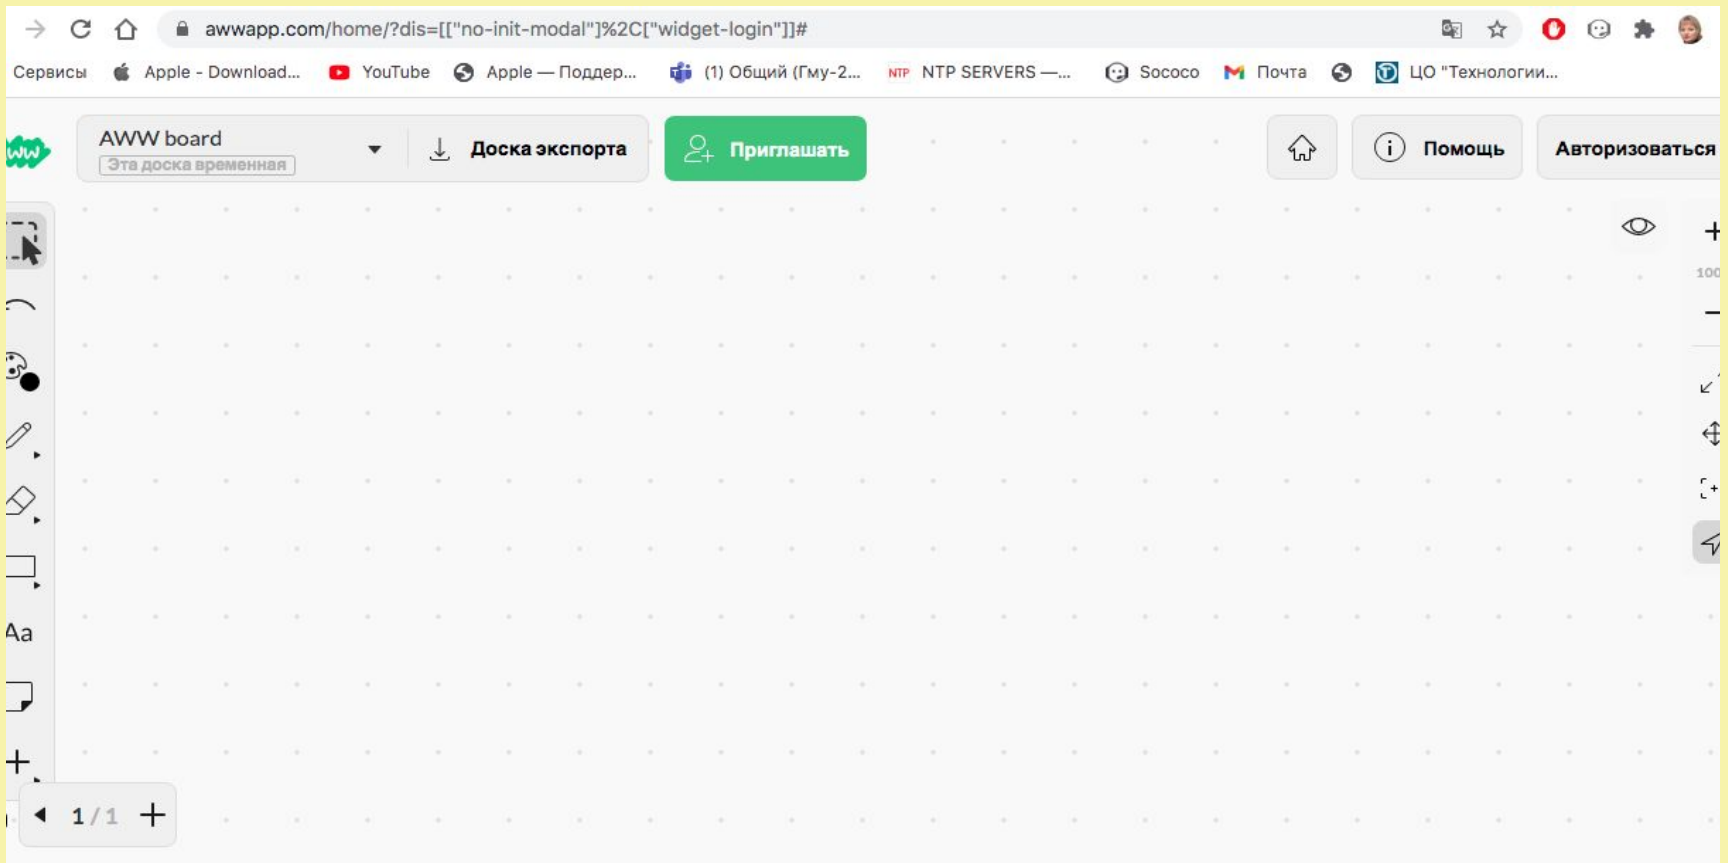 awwapp.com/home/?dis=[["no-init-modal"]%2C["widget-login"]]#
Сервисы Apple - Download... YouTube Apple — Поддер... (1) Общий (Гму-2... NTP NTP SERVERS —... Sococo Почта ЦО "Технологии...
ww AWW board Доска экспорта Приглашать Помощь Авторизоваться
Эта доска временная
100
Aa
1 / 1